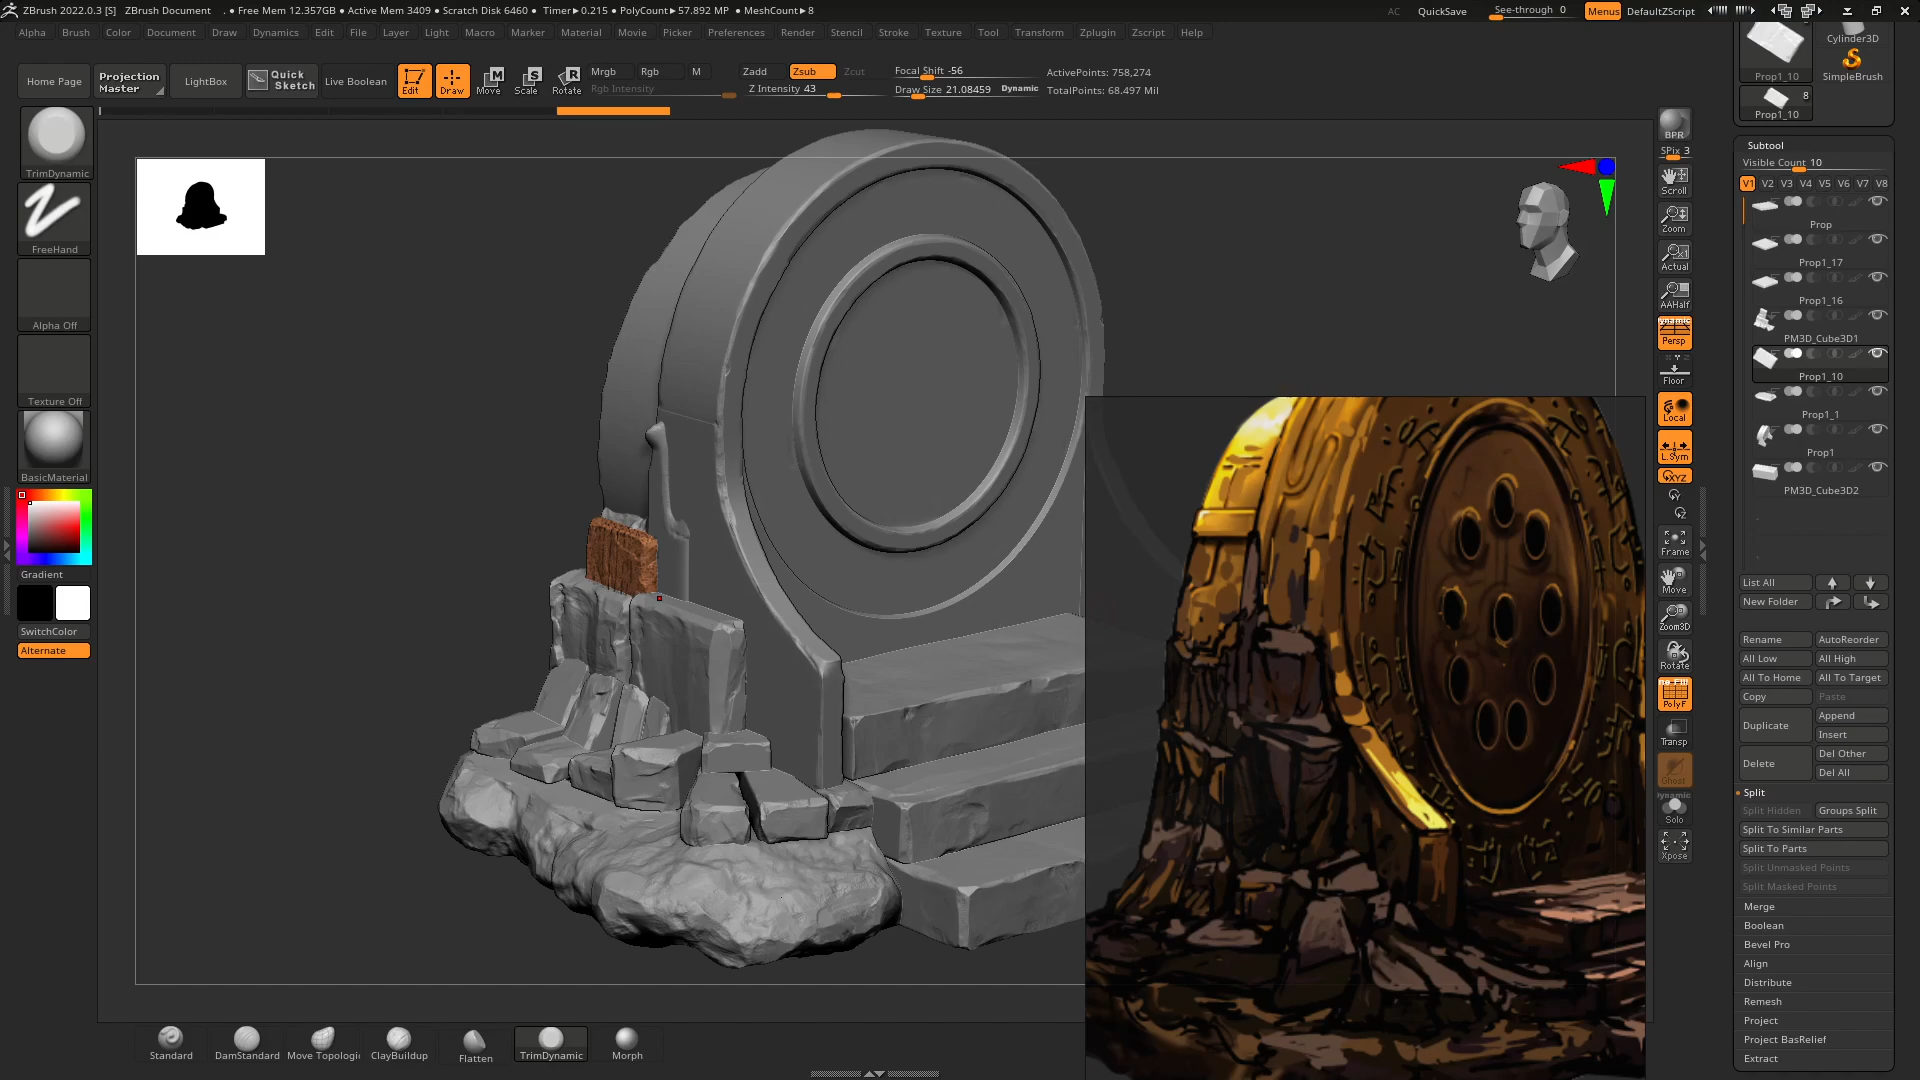 ZBrush 2022.0.3 [S] ZBrush Document . • Free Mem 12.357GB • Active Mem 3409 • Scratch Disk 6460 • Timer▸0.215 • PolyCount▸57.892 MP • MeshCount▸8 AC QuickSave See-through 0 Menus DefaultZScript
Alpha Brush Color Document Draw Dynamics Edit File Layer Light Macro Marker Material Movie Picker Preferences Render Stencil Stroke Texture Tool Transform Zplugin Zscript Help
Home Page Projection Master LightBox Quick Sketch Live Boolean Edit Draw Move Scale Rotate
Mrgb Rgb M Zadd Zsub Zcut Focal Shift -56 ActivePoints: 758,274
Rgb Intensity Z Intensity 43 Draw Size 21.08459 Dynamic TotalPoints: 68.497 Mil
TrimDynamic
FreeHand
Alpha Off
Texture Off
BasicMaterial
Gradient
SwitchColor
Alternate
BPR
SPix 3
Scroll
Zoom
Actual
AAHalf
Persp
Floor
Local
L.Sym
XYZ
Frame
Move
Zoom3D
Rotate
PolyF
Transp
Ghost
Dynamic
Solo
Xpose
Cylinder3D
Prop1_10 SimpleBrush
8
Prop1_10
Subtool
Visible Count 10
V1 V2 V3 V4 V5 V6 V7 V8
Prop
Prop1_17
Prop1_16
PM3D_Cube3D1
Prop1_10
Prop1_1
Prop1
PM3D_Cube3D2
List All
New Folder
Rename AutoReorder
All Low All High
All To Home All To Target
Copy Paste
Duplicate Append
Insert
Delete Del Other
Del All
Split
Split Hidden Groups Split
Split To Similar Parts
Split To Parts
Split Unmasked Points
Split Masked Points
Merge
Boolean
Bevel Pro
Align
Distribute
Remesh
Project
Project BasRelief
Extract
Standard DamStandard Move Topologi ClayBuildup Flatten TrimDynamic Morph